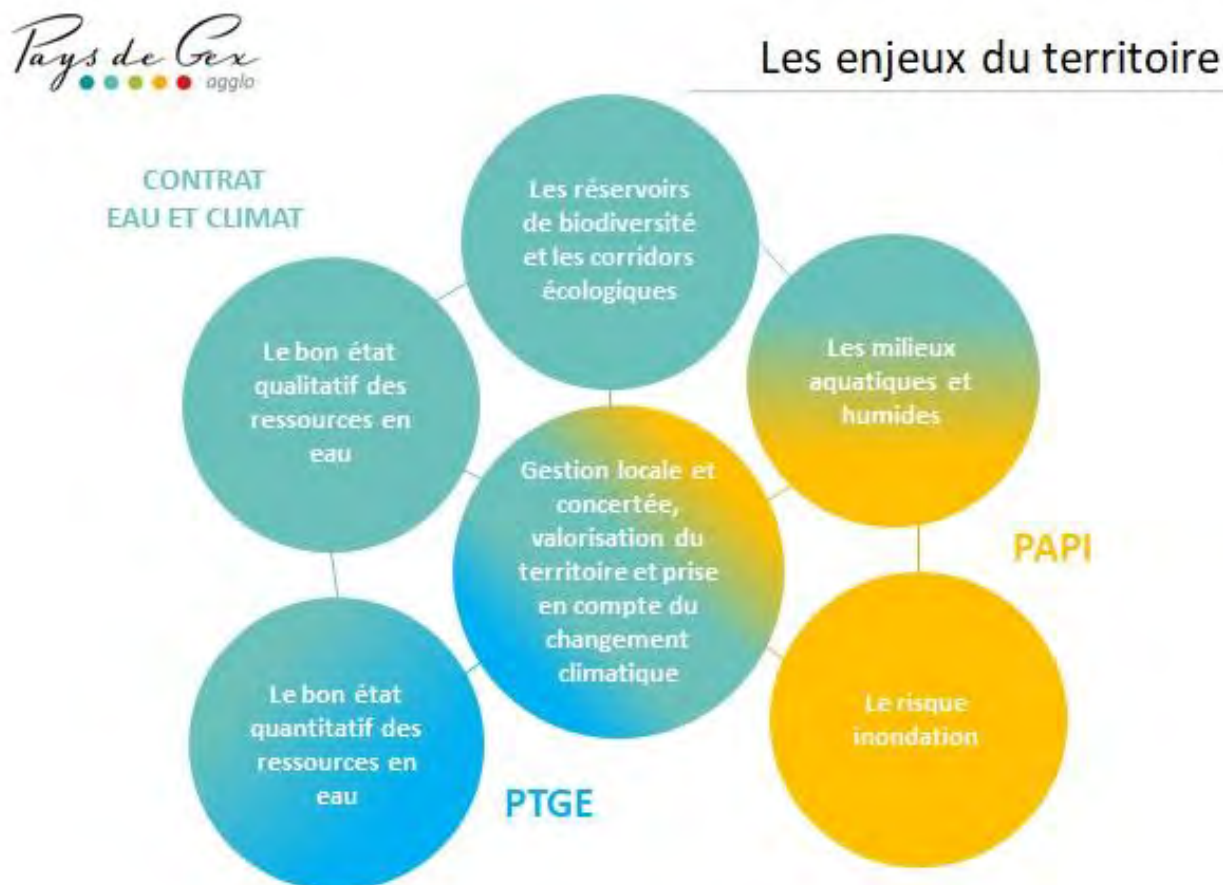 Pays de Gex
agglo
Les enjeux du territoire
CONTRAT
EAU ET CLIMAT
Les réservoirs
de biodiversité
et les corridors
écologiques
Le bon état
qualitatif des
ressources en
eau
Les milieux
aquatiques et
humides
Gestion locale et
concertée,
valorisation du
territoire et prise
en compte du
changement
climatique
PAPI
Le bon état
quantitatif des
ressources en
eau
Le risque
inondation
PTGE